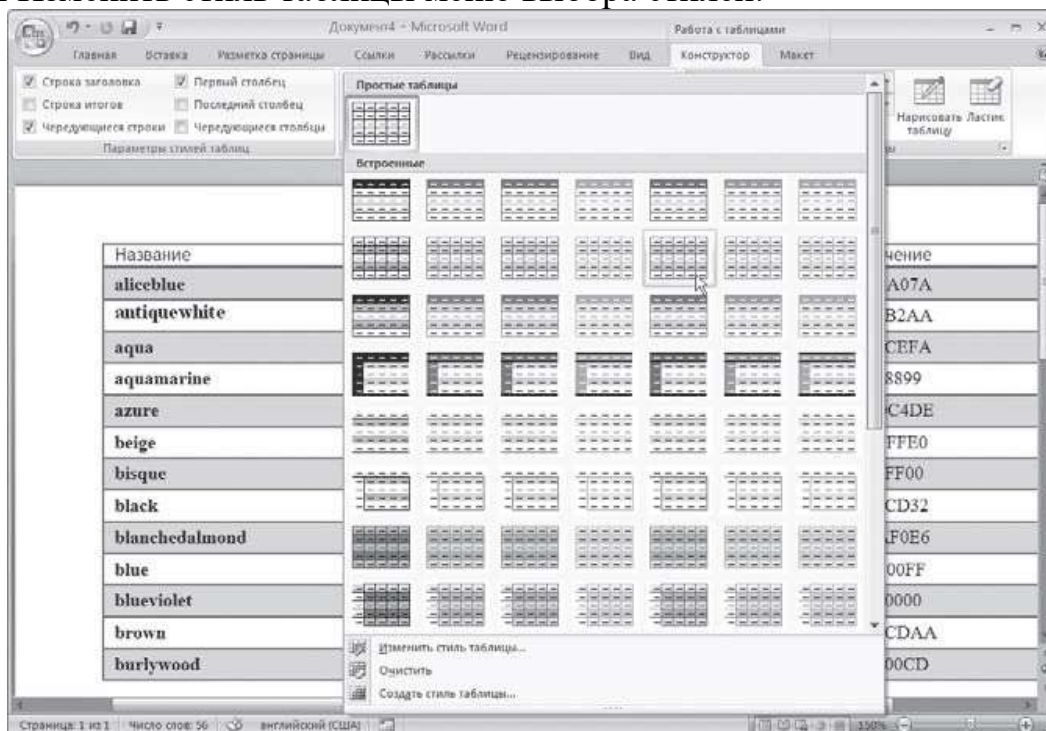 Изменить стиль таблицы меню выбора стилей.
Документ4 - Microsoft Word
Работа с таблицами
Главная Вставка Разметка страницы Ссылки Рассылки Рецензирование Вид Конструктор Макет
Строка заголовка Первый столбец
Строка итогов Последний столбец
Чередующиеся строки Чередующиеся столбцы
Параметры стилей таблиц
Простые таблицы
Встроенные
Нарисовать таблицу
Ластик
Название
aliceblue A07A
antiquewhite B2AA
aqua CEFA
aquamarine 8899
azure C4DE
beige FFE0
bisque FF00
black CD32
blanchedalmond F0E6
blue 00FF
blueviolet 0000
brown CDAA
burlywood 00CD
Изменить стиль таблицы...
Очистить
Создать стиль таблицы...
Страница: 1 из 1 Число слов: 56 английский (США) 150%